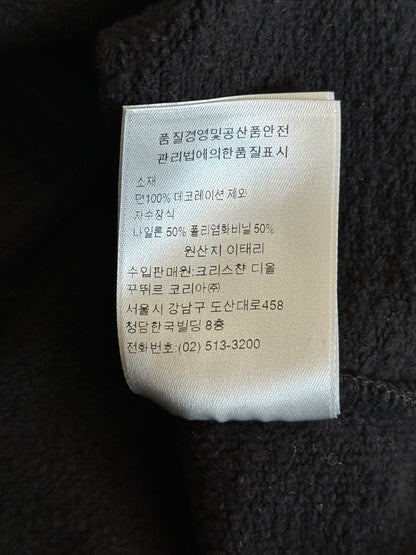 품질경영및공산품안전
관리법에의한품질표시
소재
면100% 데코레이션 제외
자수장식
나일론 50% 폴리염화비닐 50%
원산지 이태리
수입판매원:크리스챤 디올
꾸뛰르 코리아㈜
서울시 강남구 도산대로458
청담한국빌딩 8층
전화번호:(02) 513-3200